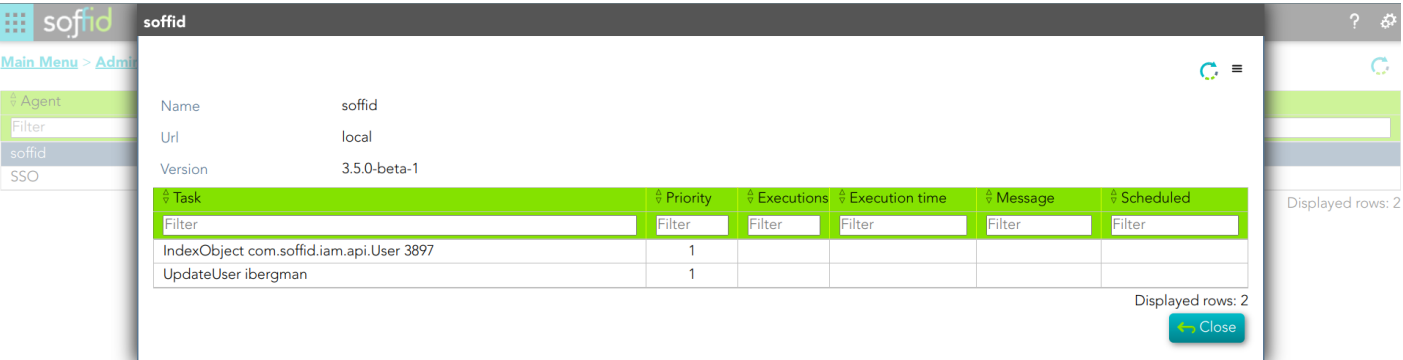 soffid
soffid
?
Main Menu > Admi
Agent
Filter
soffid
SSO
Name soffid
Url local
Version 3.5.0-beta-1
Task Priority Executions Execution time Message Scheduled
Filter Filter Filter Filter Filter Filter
IndexObject com.soffid.iam.api.User 3897 1
UpdateUser ibergman 1
Displayed rows: 2
Close
Displayed rows: 2